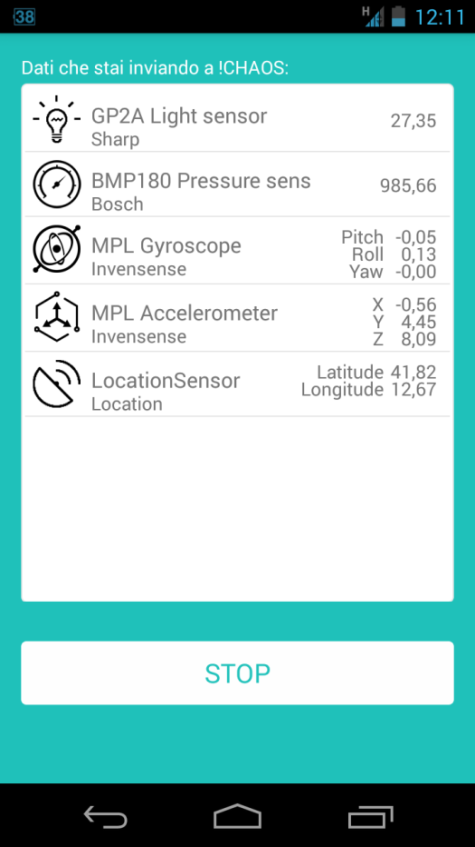 38
H
12:11
Dati che stai inviando a !CHAOS:
GP2A Light sensor
Sharp
27,35
BMP180 Pressure sens
Bosch
985,66
MPL Gyroscope
Invensense
Pitch -0,05
Roll 0,13
Yaw -0,00
MPL Accelerometer
Invensense
X -0,56
Y 4,45
Z 8,09
LocationSensor
Location
Latitude 41,82
Longitude 12,67
STOP